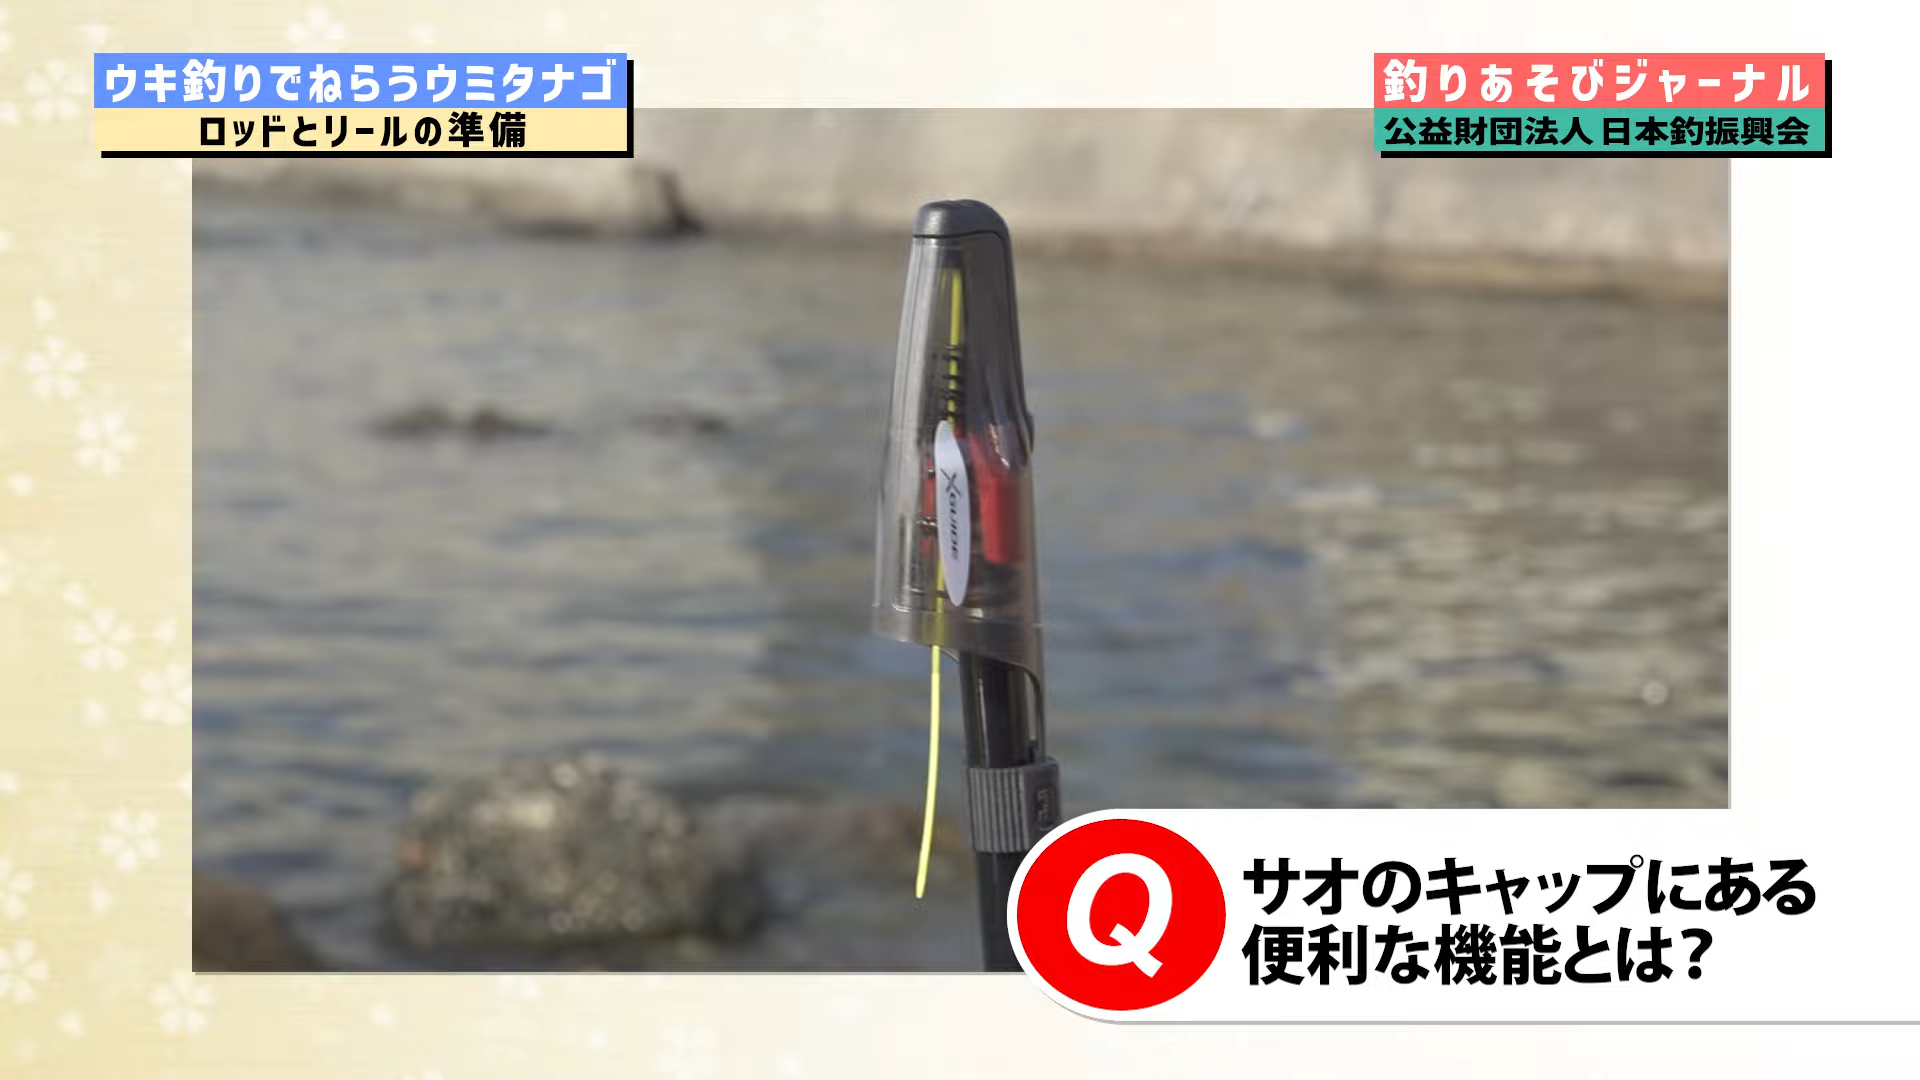 ウキ釣りでねらうウミタナゴ
ロッドとリールの準備
釣りあそびジャーナル
公益財団法人 日本釣振興会
XGUIDE
Q
サオのキャップにある
便利な機能とは？